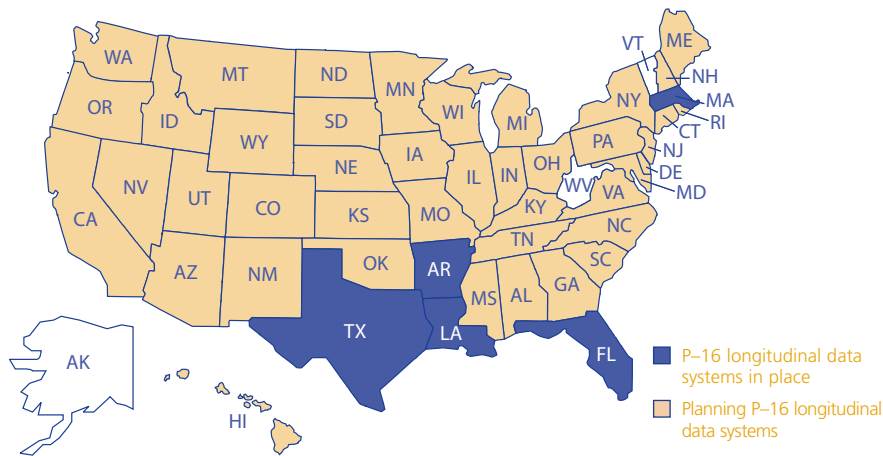 WA
MT
ND
MN
VT
ME
NH
OR
ID
SD
WI
MI
NY
MA
RI
CT
WY
IA
PA
NJ
NE
OH
DE
NV
UT
IL
IN
WV
MD
CA
CO
KS
MO
KY
VA
NC
TN
OK
AR
SC
AZ
NM
MS
AL
GA
TX
LA
FL
AK
HI
P–16 longitudinal data
systems in place
Planning P–16 longitudinal
data systems